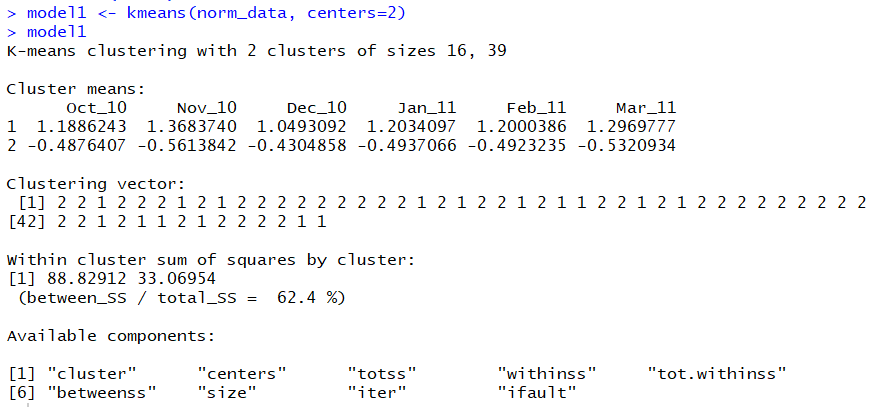 > model1 <- kmeans(norm_data, centers=2)
> model1
K-means clustering with 2 clusters of sizes 16, 39
Cluster means:
Oct_10 Nov_10 Dec_10 Jan_11 Feb_11 Mar_11
1 1.1886243 1.3683740 1.0493092 1.2034097 1.2000386 1.2969777
2 -0.4876407 -0.5613842 -0.4304858 -0.4937066 -0.4923235 -0.5320934
Clustering vector:
[1] 2 2 1 2 2 2 1 2 1 2 2 2 2 2 2 2 2 2 1 2 1 2 2 1 2 1 1 2 2 1 2 1 2 2 2 2 2 2 2 2 2
[42] 2 2 1 2 1 1 2 1 2 2 2 2 1 1
Within cluster sum of squares by cluster:
[1] 88.82912 33.06954
(between_SS / total_SS = 62.4 %)
Available components:
[1] "cluster" "centers" "totss" "withinss" "tot.withinss"
[6] "betweenss" "size" "iter" "ifault"